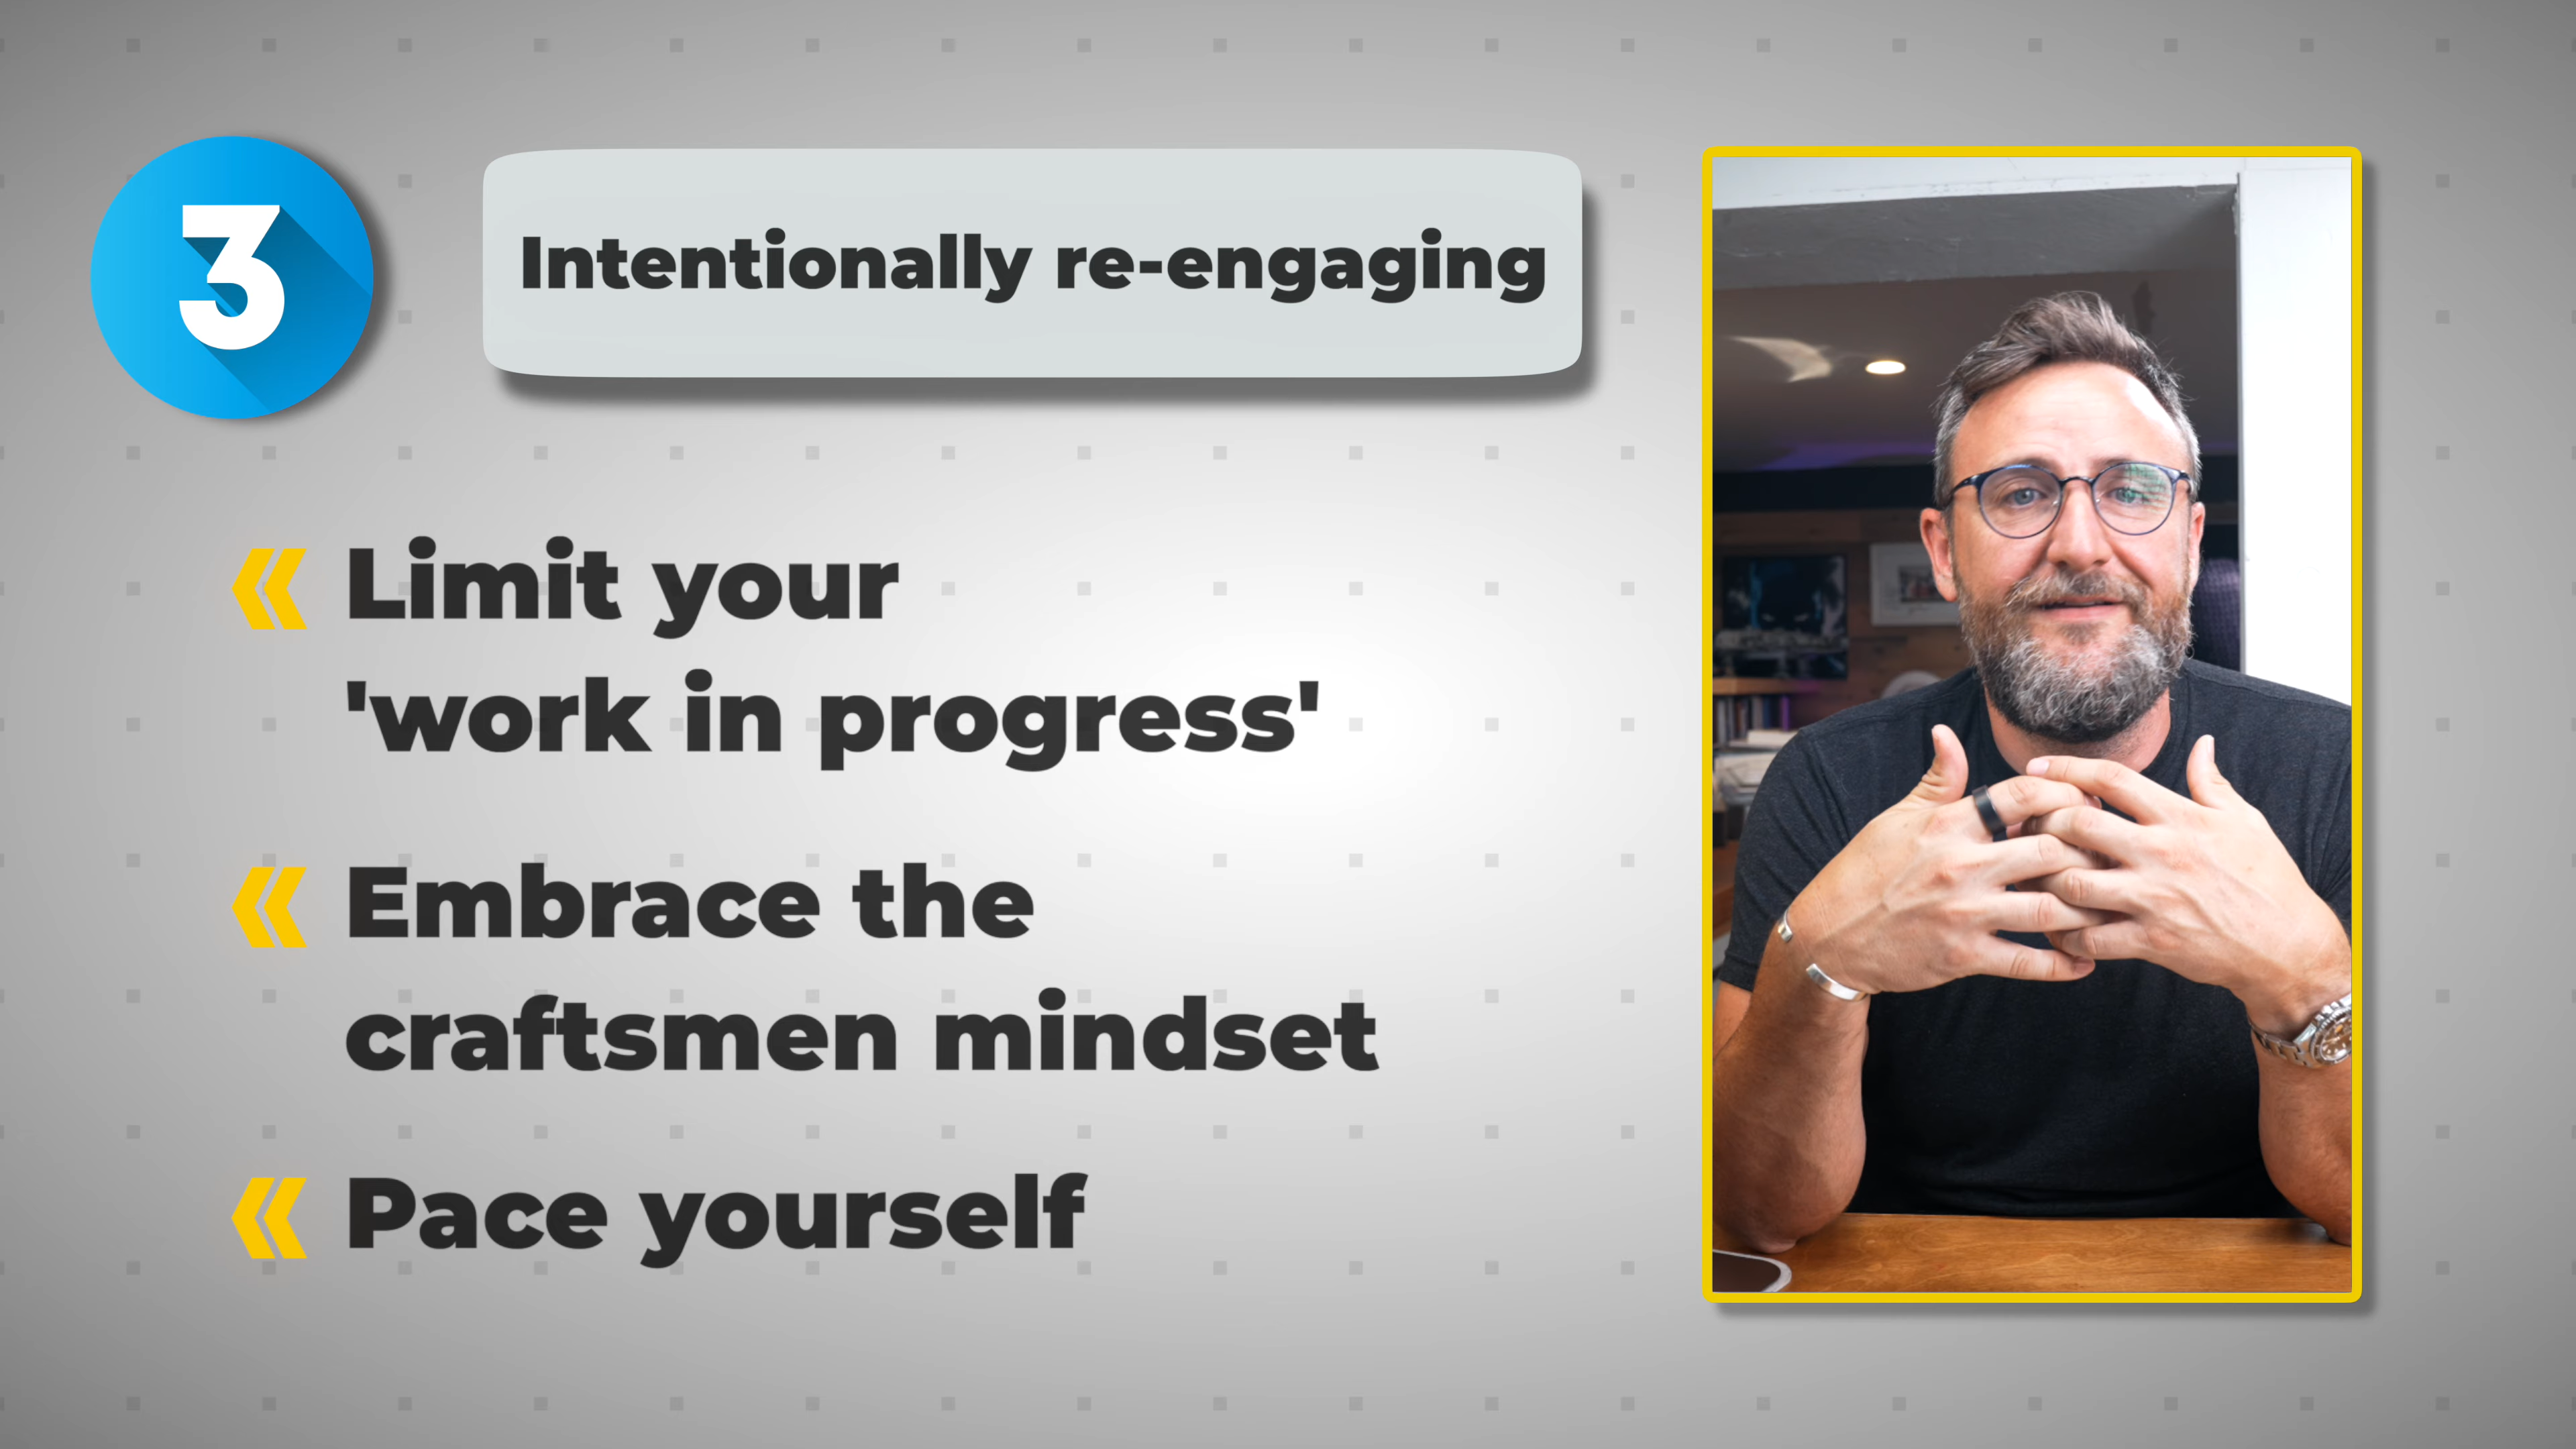 3
Intentionally re-engaging
Limit your
'work in progress'
Embrace the
craftsmen mindset
Pace yourself